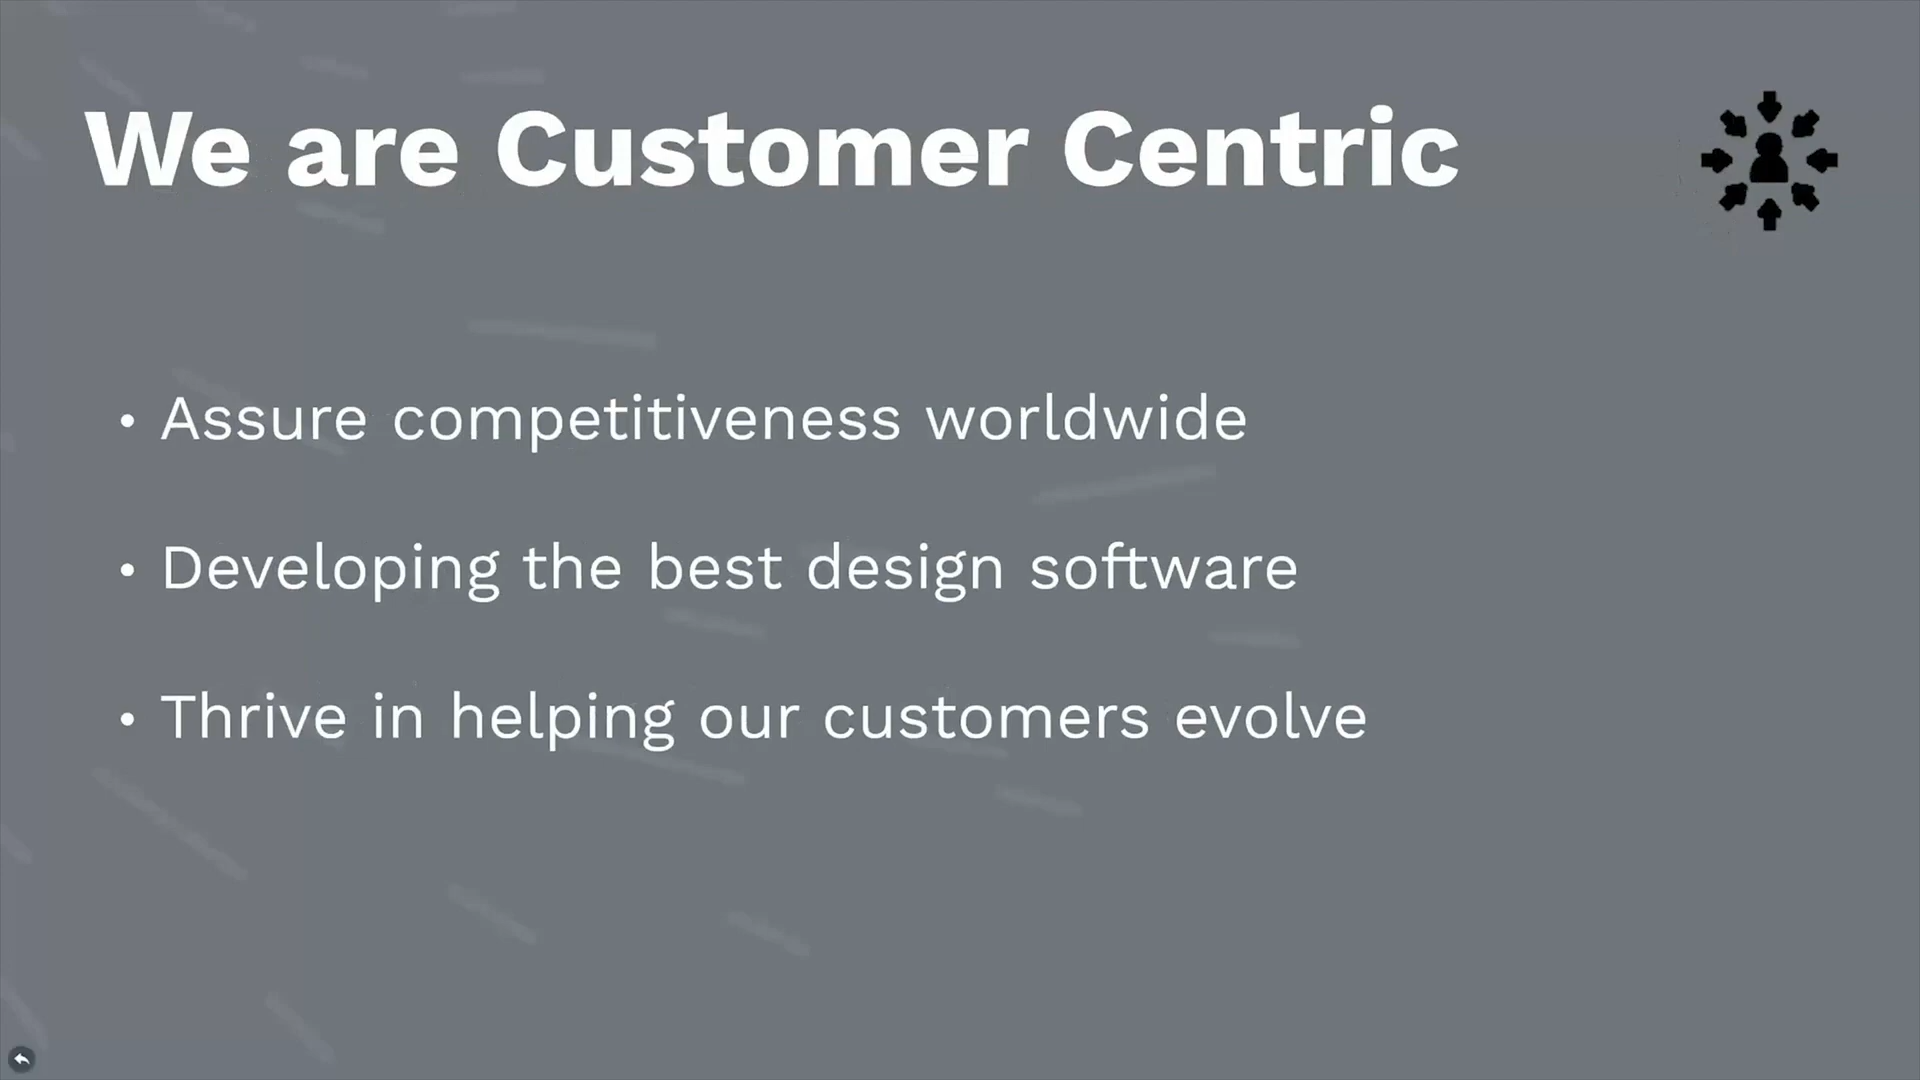 We are Customer Centric
• Assure competitiveness worldwide
• Developing the best design software
• Thrive in helping our customers evolve